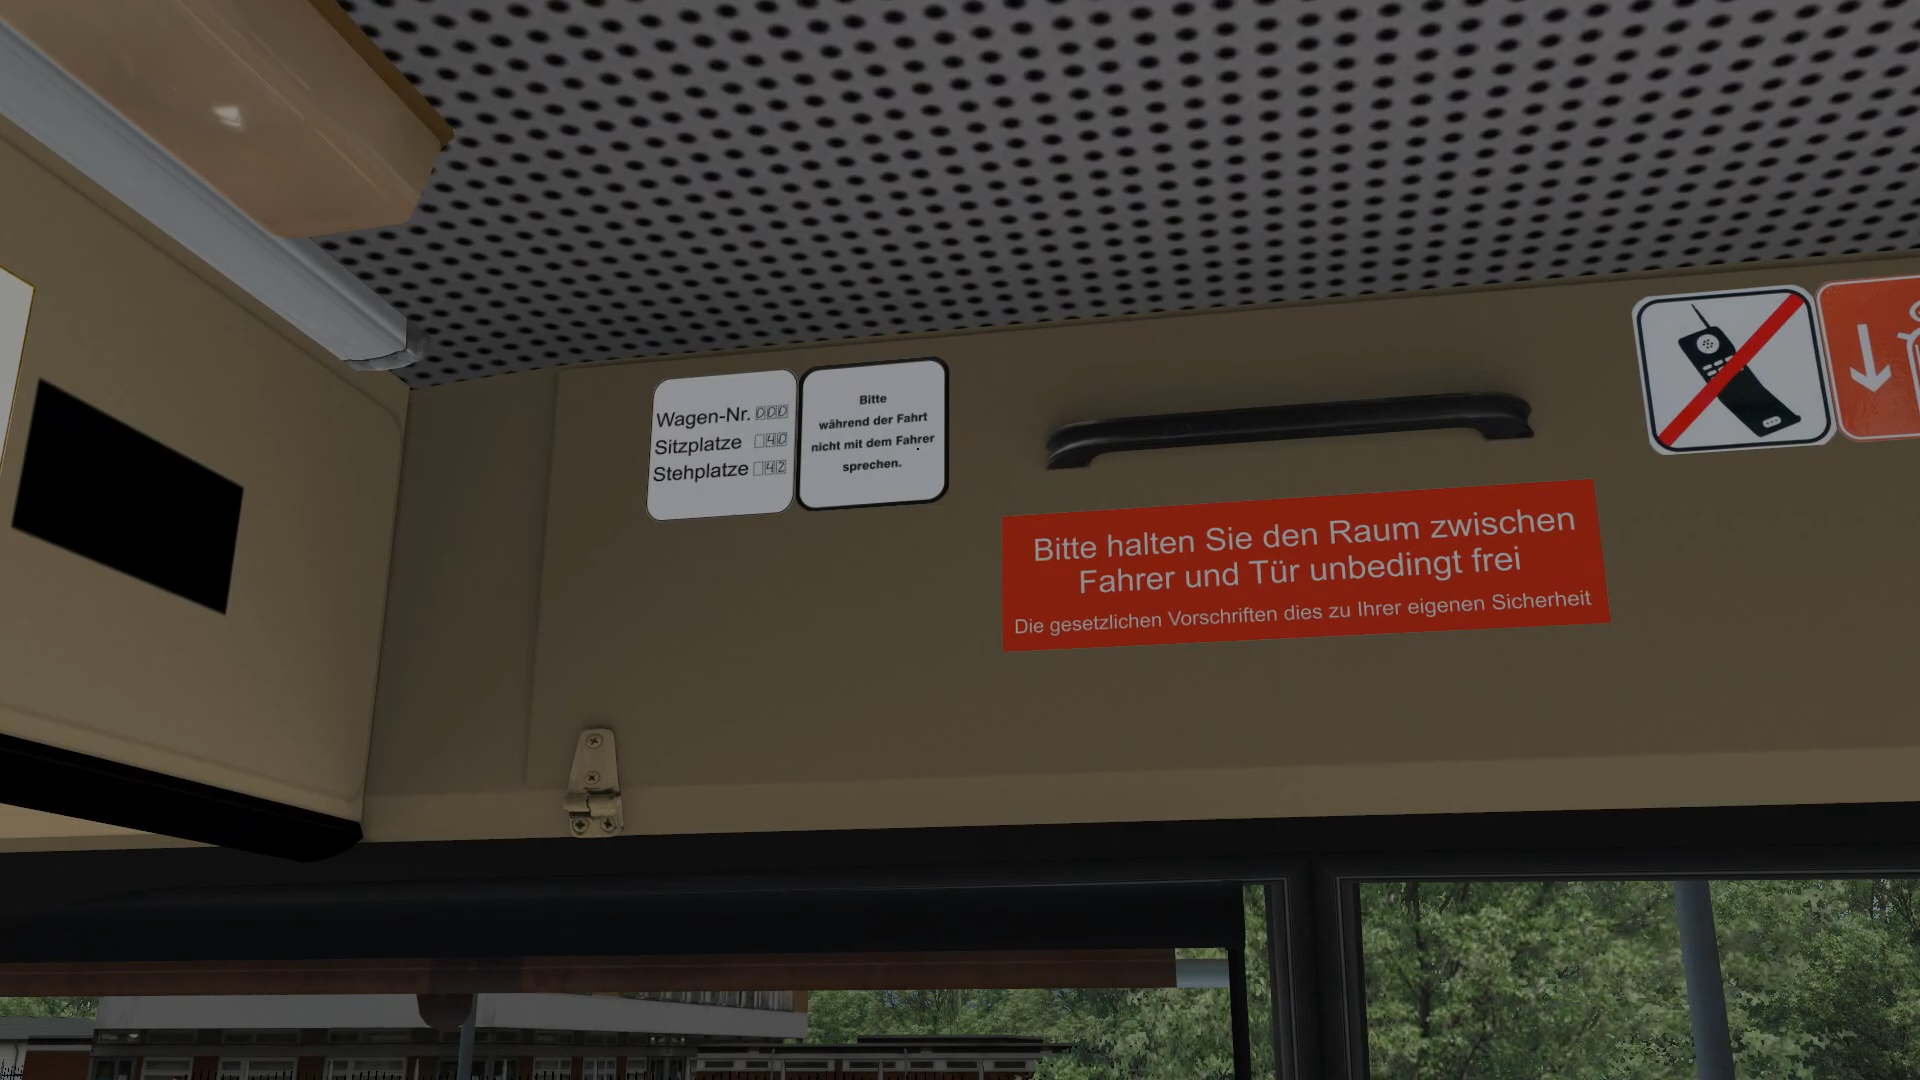 Wagen-Nr. 000
Sitzplatze 40
Stehplatze 42
Bitte
während der Fahrt
nicht mit dem Fahrer
sprechen.
Bitte halten Sie den Raum zwischen
Fahrer und Tür unbedingt frei
Die gesetzlichen Vorschriften dies zu Ihrer eigenen Sicherheit